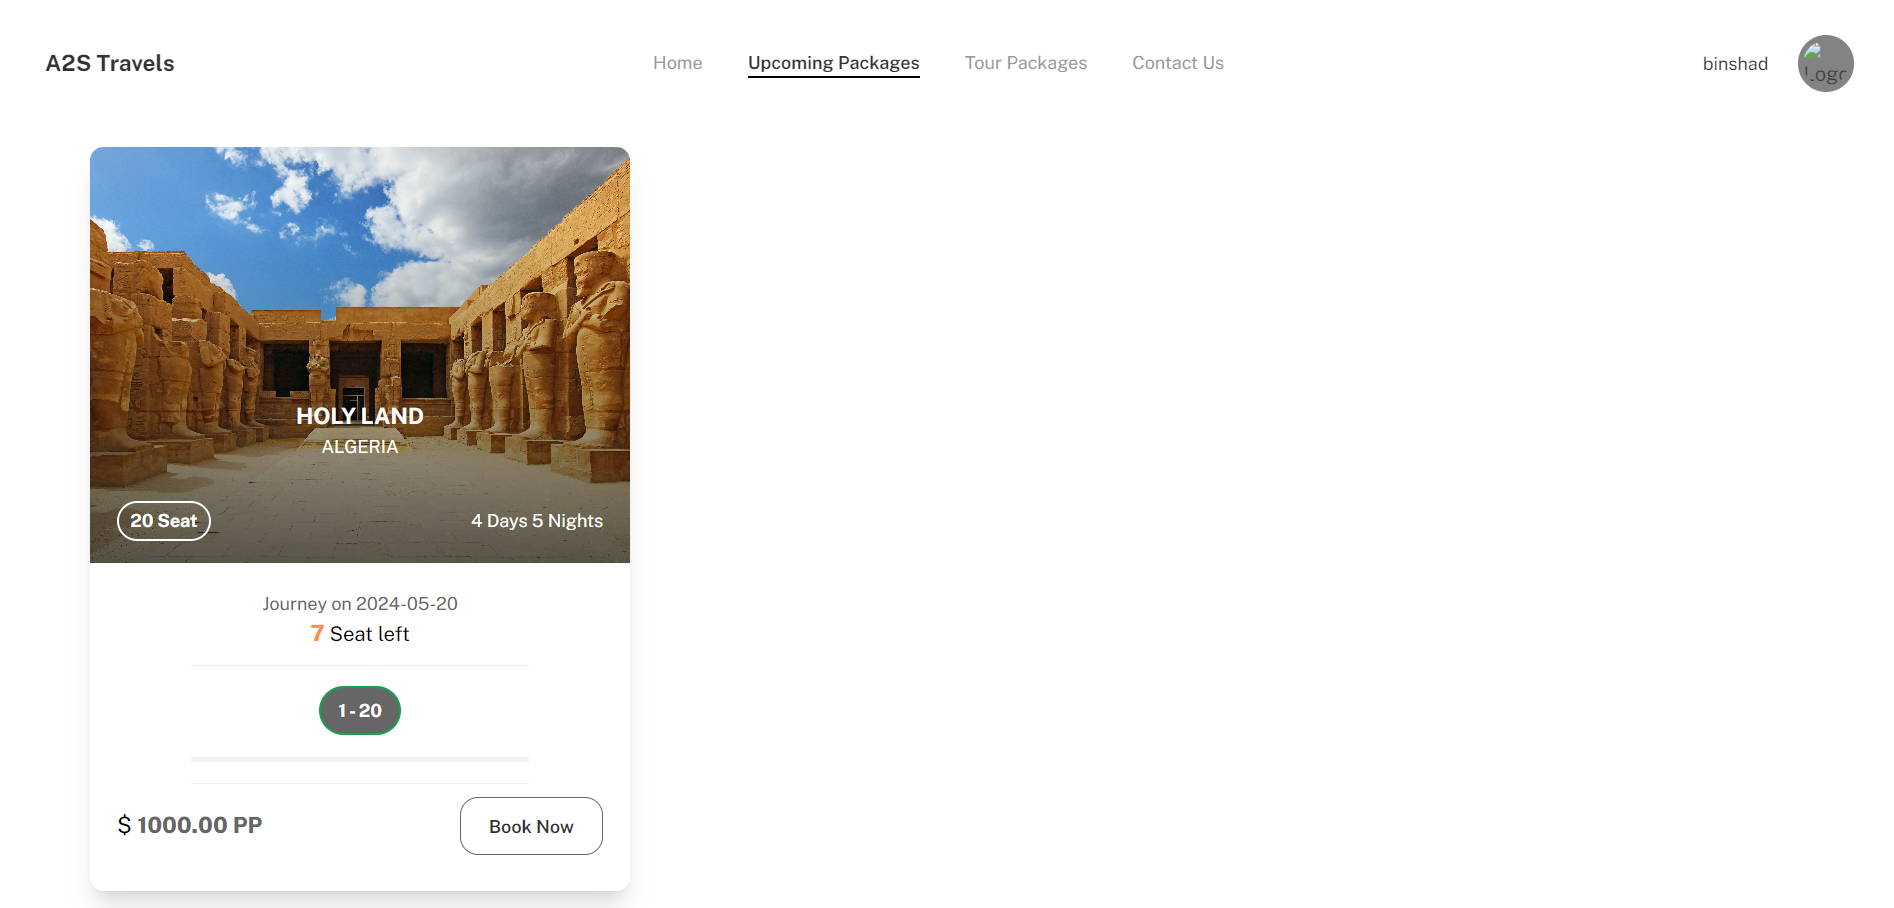 A2S Travels
Home
Upcoming Packages
Tour Packages
Contact Us
binshad
Logo
HOLY LAND
ALGERIA
20 Seat
4 Days 5 Nights
Journey on 2024-05-20
7 Seat left
1 - 20
$ 1000.00 PP
Book Now